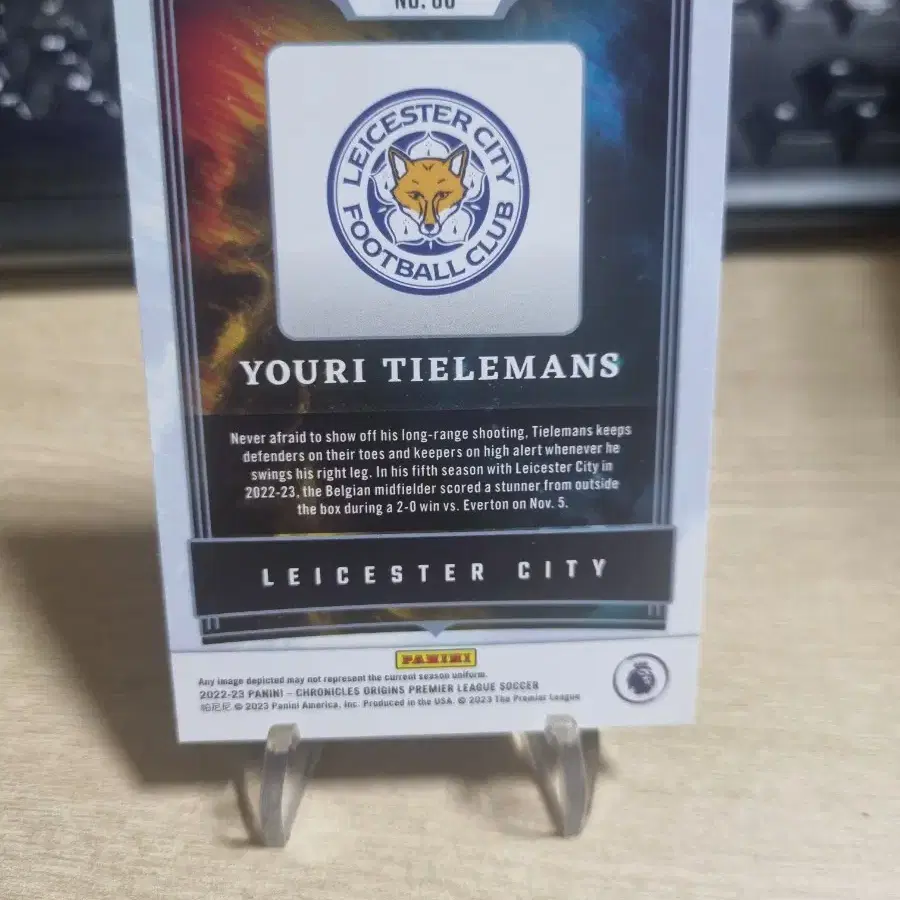 LEICESTER CITY
FOOTBALL CLUB
YOURI TIELEMANS
Never afraid to show off his long-range shooting, Tielemans keeps
defenders on their toes and keepers on high alert whenever he
swings his right leg. In his fifth season with Leicester City in
2022-23, the Belgian midfielder scored a stunner from outside
the box during a 2-0 win vs. Everton on Nov. 5.
LEICESTER CITY
PANINI
Any image depicted may not represent the current season uniform.
2022-23 PANINI – CHRONICLES ORIGINS PREMIER LEAGUE SOCCER
帕尼尼 © 2023 Panini America, Inc. Produced in the USA. © 2023 The Premier League